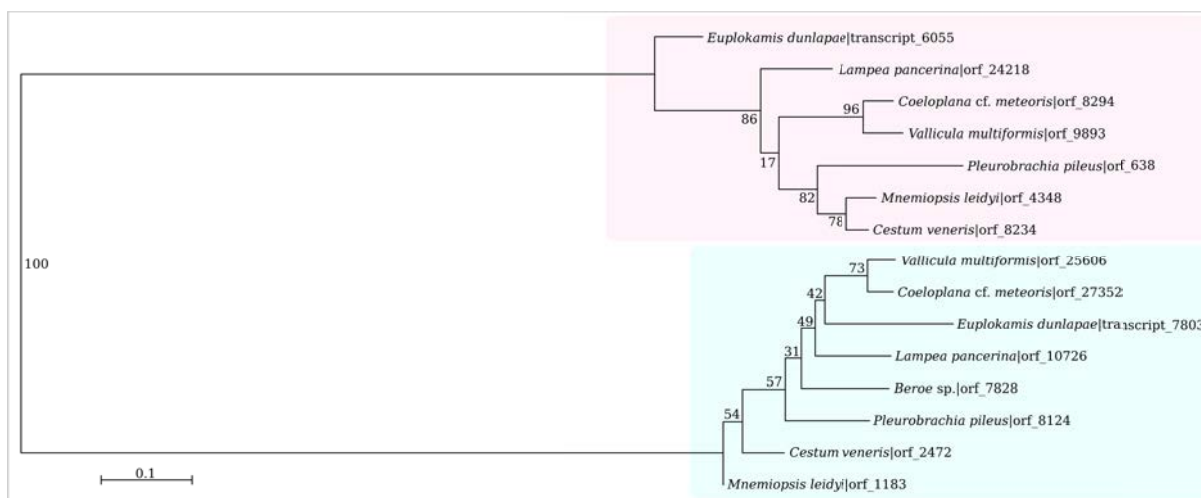 Euplokamis dunlapae|transcript_6055
Lampea pancerina|orf_24218
96 Coeloplana cf. meteoris|orf_8294
86
Vallicula multiformis|orf_9893
17
Pleurobrachia pileus|orf_638
82 Mnemiopsis leidyi|orf_4348
78
Cestum veneris|orf_8234
100
73 Vallicula multiformis|orf_25606
42 Coeloplana cf. meteoris|orf_27352
49 Euplokamis dunlapae|transcript_7803
31 Lampea pancerina|orf_10726
57 Beroe sp.|orf_7828
54 Pleurobrachia pileus|orf_8124
Cestum veneris|orf_2472
0.1
Mnemiopsis leidyi|orf_1183